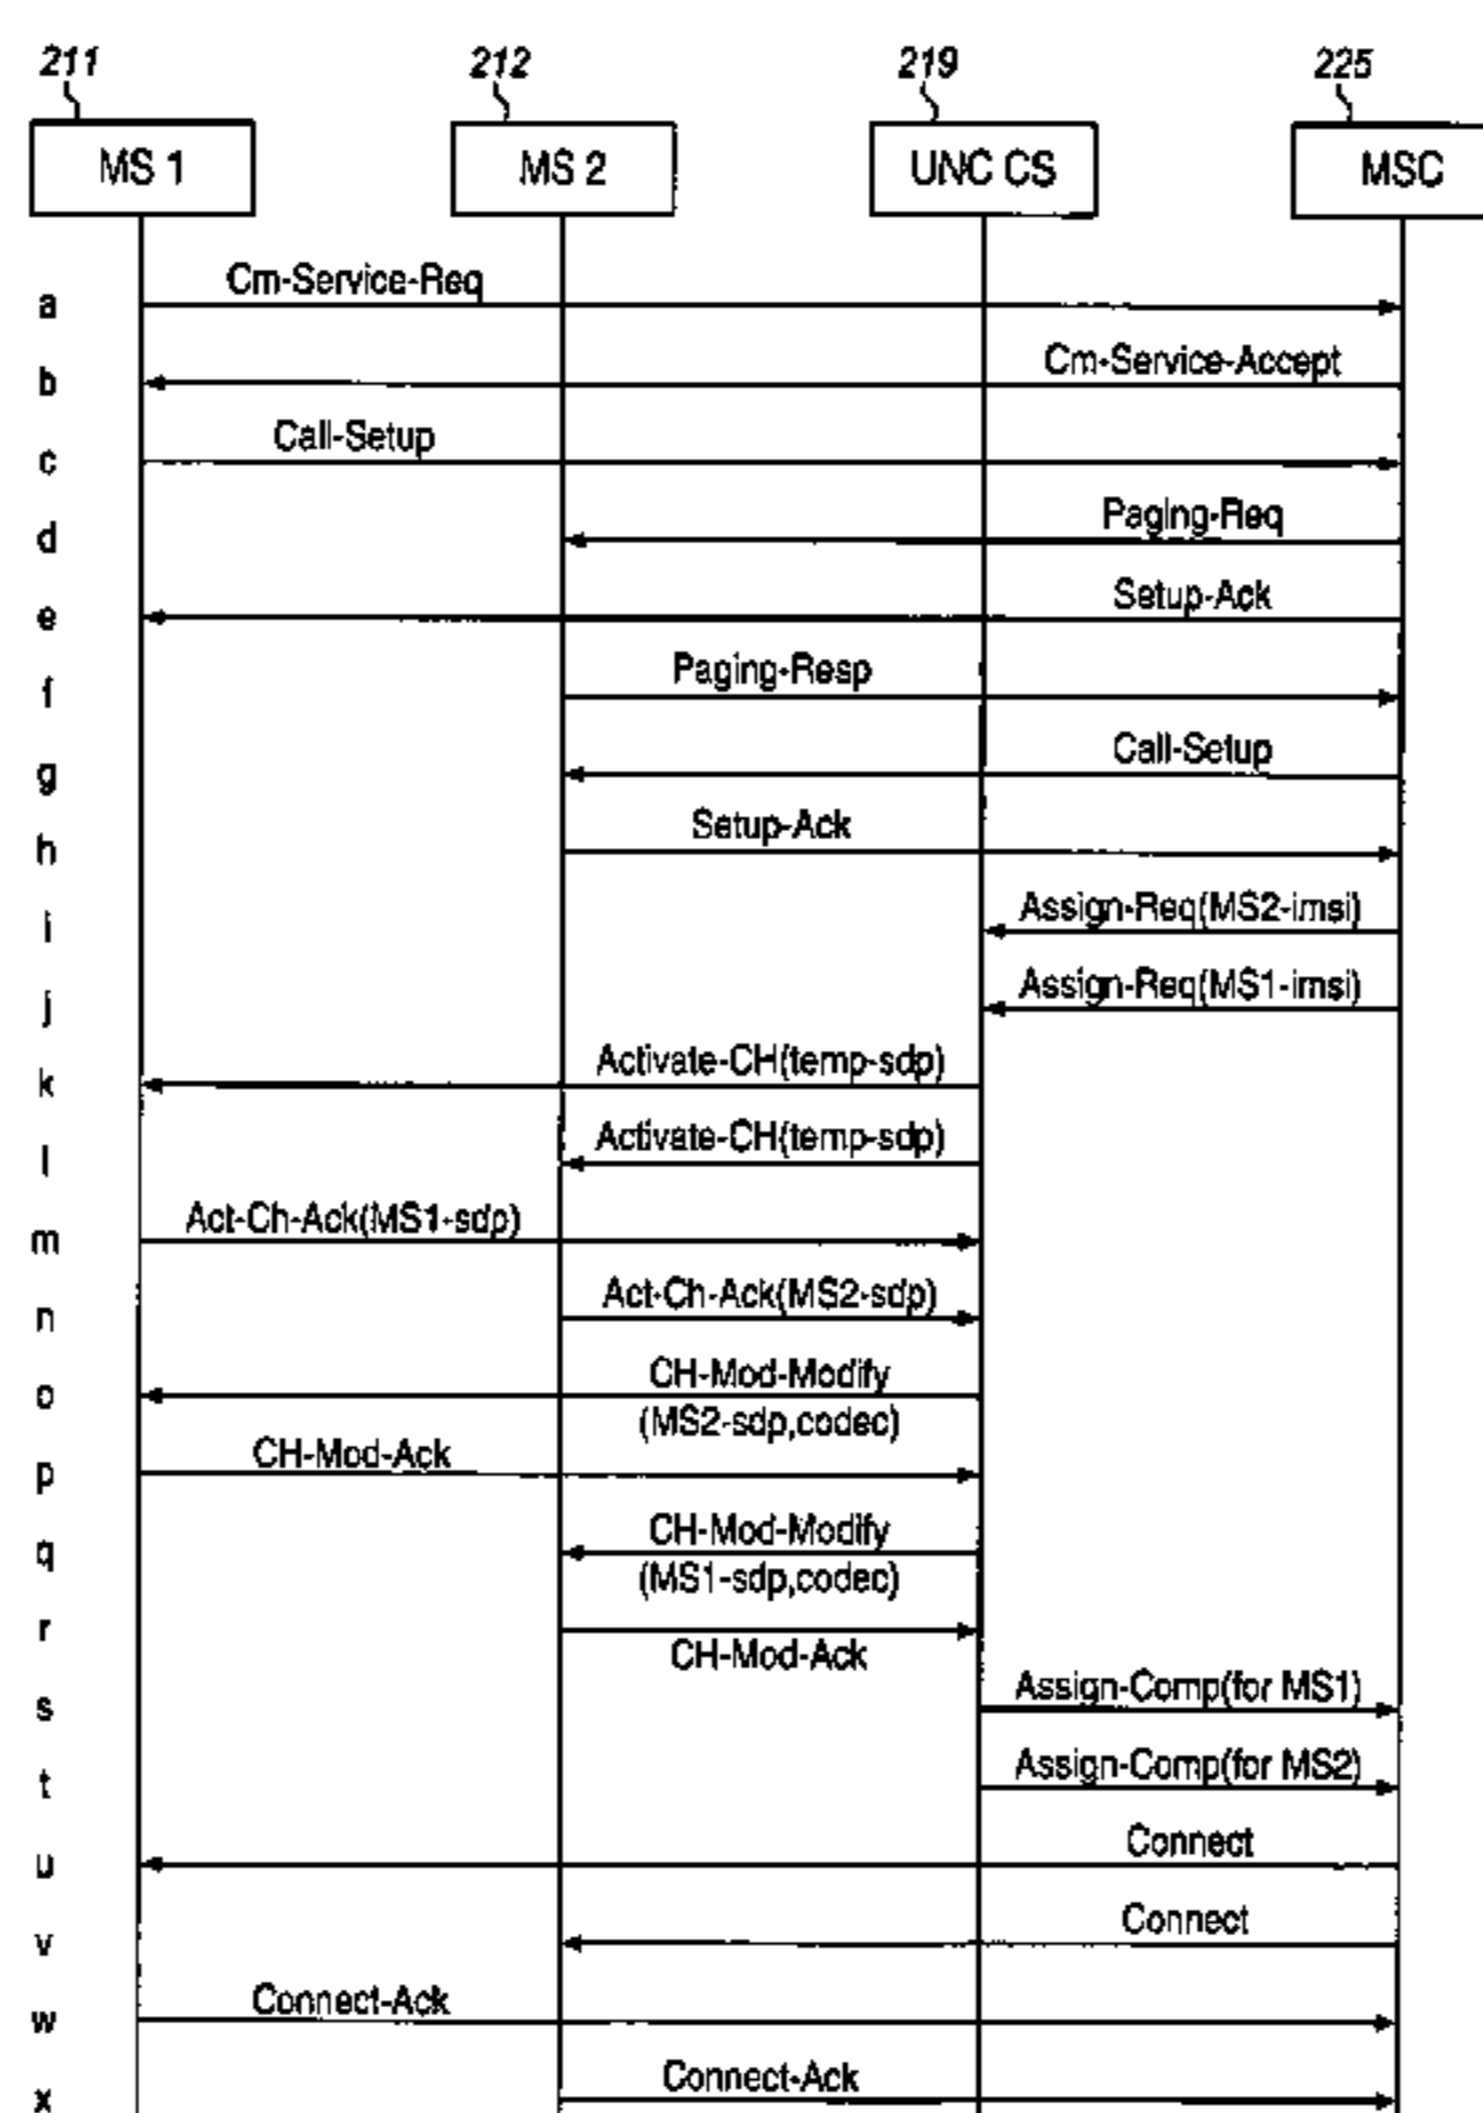 211 212 219 225
MS 1 MS 2 UNC CS MSC
Cm-Service-Req
a
Cm-Service-Accept
b
Call-Setup
c
Paging-Req
d
Setup-Ack
e
Paging-Resp
f
Call-Setup
g
Setup-Ack
h
Assign-Req(MS2-imsi)
i
Assign-Req(MS1-imsi)
j
Activate-CH(temp-sdp)
k
Activate-CH(temp-sdp)
l
Act-Ch-Ack(MS1-sdp)
m
Act-Ch-Ack(MS2-sdp)
n
CH-Mod-Modify
o
(MS2-sdp,codec)
CH-Mod-Ack
p
CH-Mod-Modify
q
(MS1-sdp,codec)
r
CH-Mod-Ack
Assign-Comp(for MS1)
s
Assign-Comp(for MS2)
t
Connect
u
Connect
v
Connect-Ack
w
Connect-Ack
x